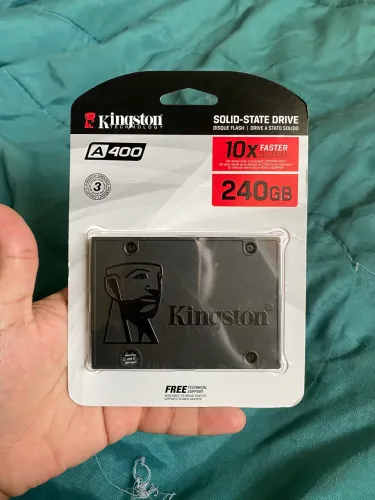 Kingston
TECHNOLOGY
SOLID-STATE DRIVE
DISQUE FLASH | DRIVE A STATO SOLIDO
A400
10x FASTER
3
240GB
Kingston
FREE TECHNICAL
SUPPORT